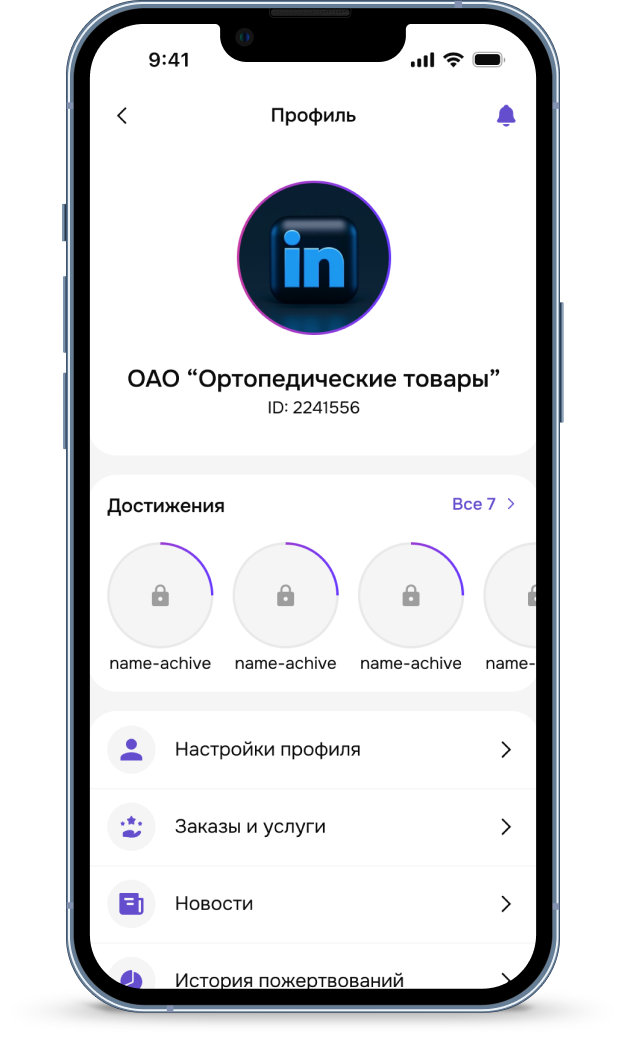 9:41
Профиль
in
ОАО “Ортопедические товары”
ID: 2241556
Достижения
Все 7
name-achive name-achive name-achive name-
Настройки профиля
Заказы и услуги
Новости
История пожертвований